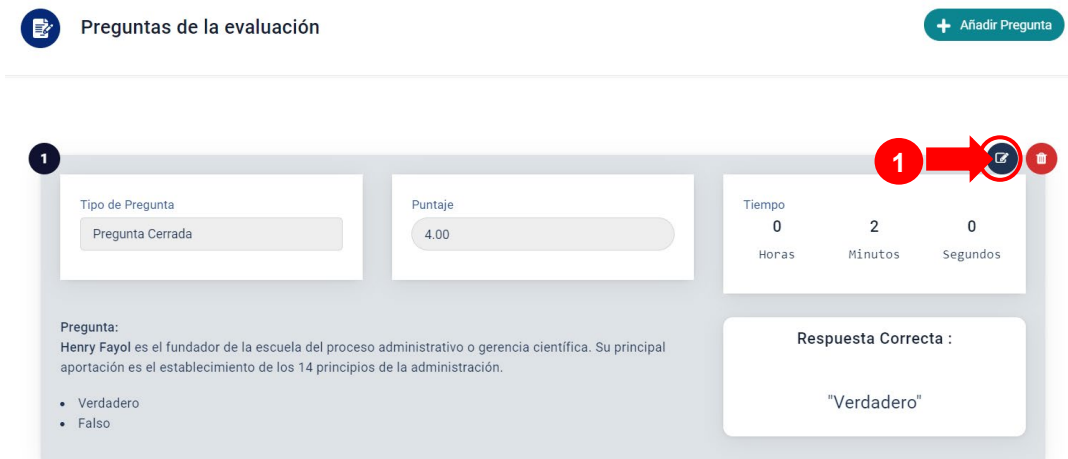 Preguntas de la evaluación
Añadir Pregunta
1
1
Tipo de Pregunta
Pregunta Cerrada
Puntaje
4.00
Tiempo
0 2 0
Horas Minutos Segundos
Pregunta:
Henry Fayol es el fundador de la escuela del proceso administrativo o gerencia científica. Su principal
aportación es el establecimiento de los 14 principios de la administración.
• Verdadero
• Falso
Respuesta Correcta :
"Verdadero"